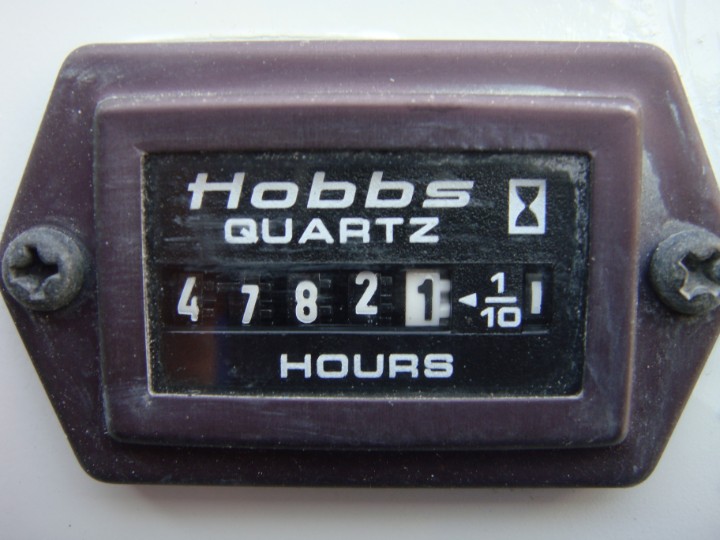 Hobbs
QUARTZ
4 7 8 2 1 ◄ 1/10
HOURS